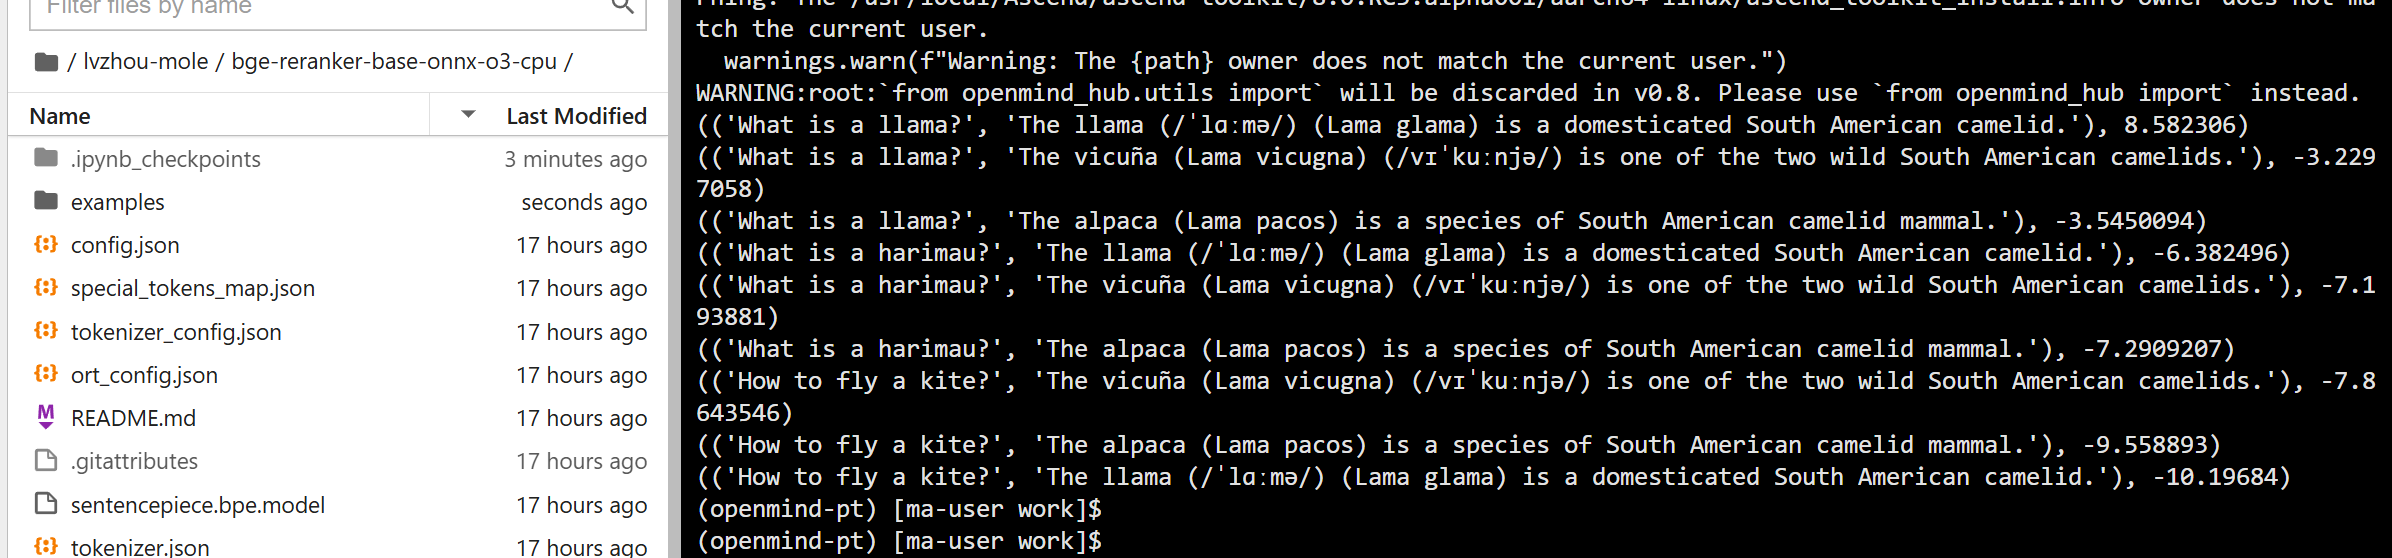 Filter files by name
/ lvzhou-mole / bge-reranker-base-onnx-o3-cpu /
Name Last Modified
.ipynb_checkpoints 3 minutes ago
examples seconds ago
config.json 17 hours ago
special_tokens_map.json 17 hours ago
tokenizer_config.json 17 hours ago
ort_config.json 17 hours ago
README.md 17 hours ago
.gitattributes 17 hours ago
sentencepiece.bpe.model 17 hours ago
tokenizer.json 17 hours ago
rning: The /usr/local/Ascend/ascend-toolkit/8.0.RC3.alpha001/aarch64-linux/ascend_toolkit_install.info owner does not ma
tch the current user.
  warnings.warn(f"Warning: The {path} owner does not match the current user.")
WARNING:root:`from openmind_hub.utils import` will be discarded in v0.8. Please use `from openmind_hub import` instead.
(('What is a llama?', 'The llama (/ˈlɑːmə/) (Lama glama) is a domesticated South American camelid.'), 8.582306)
(('What is a llama?', 'The vicuña (Lama vicugna) (/vɪˈkuːnjə/) is one of the two wild South American camelids.'), -3.229
7058)
(('What is a llama?', 'The alpaca (Lama pacos) is a species of South American camelid mammal.'), -3.5450094)
(('What is a harimau?', 'The llama (/ˈlɑːmə/) (Lama glama) is a domesticated South American camelid.'), -6.382496)
(('What is a harimau?', 'The vicuña (Lama vicugna) (/vɪˈkuːnjə/) is one of the two wild South American camelids.'), -7.1
93881)
(('What is a harimau?', 'The alpaca (Lama pacos) is a species of South American camelid mammal.'), -7.2909207)
(('How to fly a kite?', 'The vicuña (Lama vicugna) (/vɪˈkuːnjə/) is one of the two wild South American camelids.'), -7.8
643546)
(('How to fly a kite?', 'The alpaca (Lama pacos) is a species of South American camelid mammal.'), -9.558893)
(('How to fly a kite?', 'The llama (/ˈlɑːmə/) (Lama glama) is a domesticated South American camelid.'), -10.19684)
(openmind-pt) [ma-user work]$
(openmind-pt) [ma-user work]$